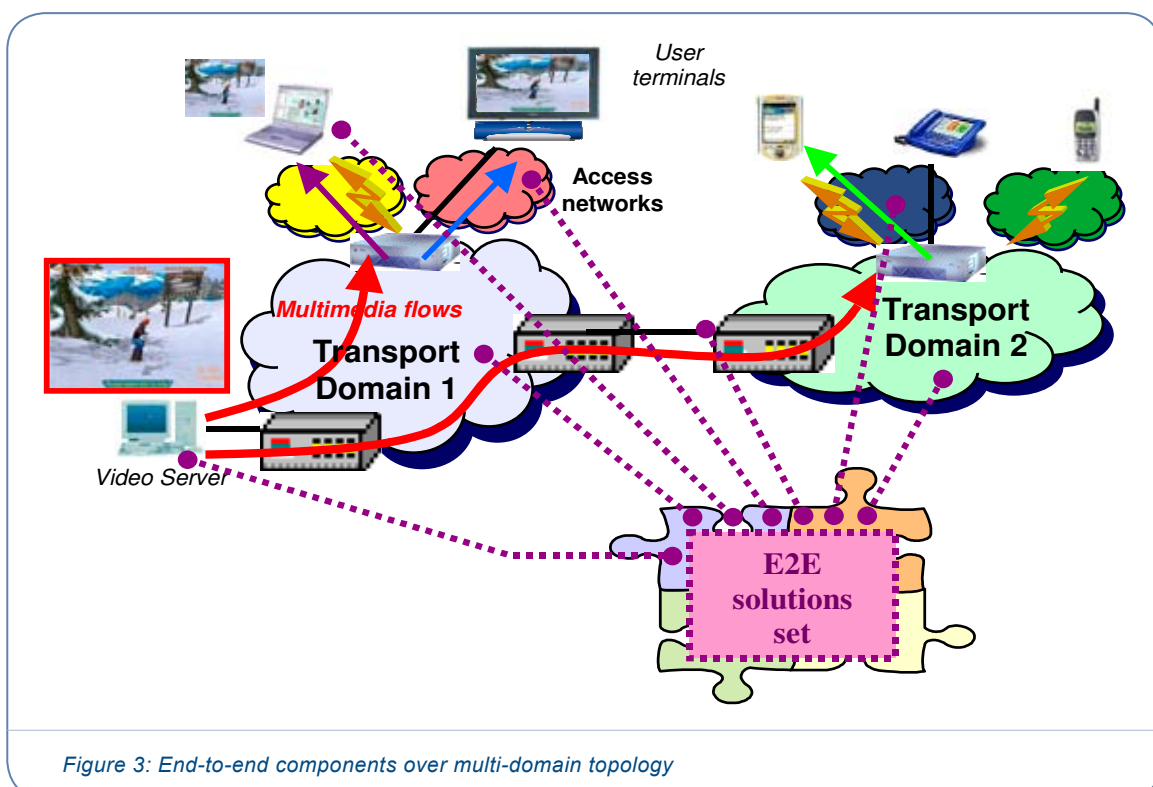 User
terminals
Access
networks
Multimedia flows
Transport
Domain 1
Transport
Domain 2
Video Server
E2E
solutions
set
Figure 3: End-to-end components over multi-domain topology